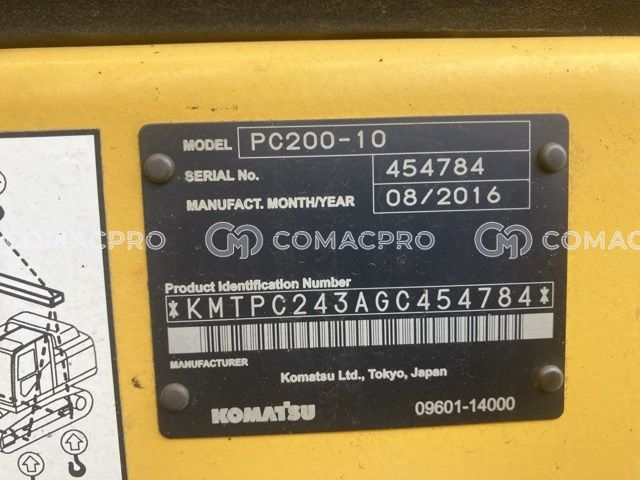 MODEL PC200-10
SERIAL No. 454784
MANUFACT. MONTH/YEAR 08/2016
COMACPRO COMACPRO COMACPRO
Product Identification Number
*KMTPC243AGC454784*
MANUFACTURER
Komatsu Ltd., Tokyo, Japan
KOMATSU 09601-14000